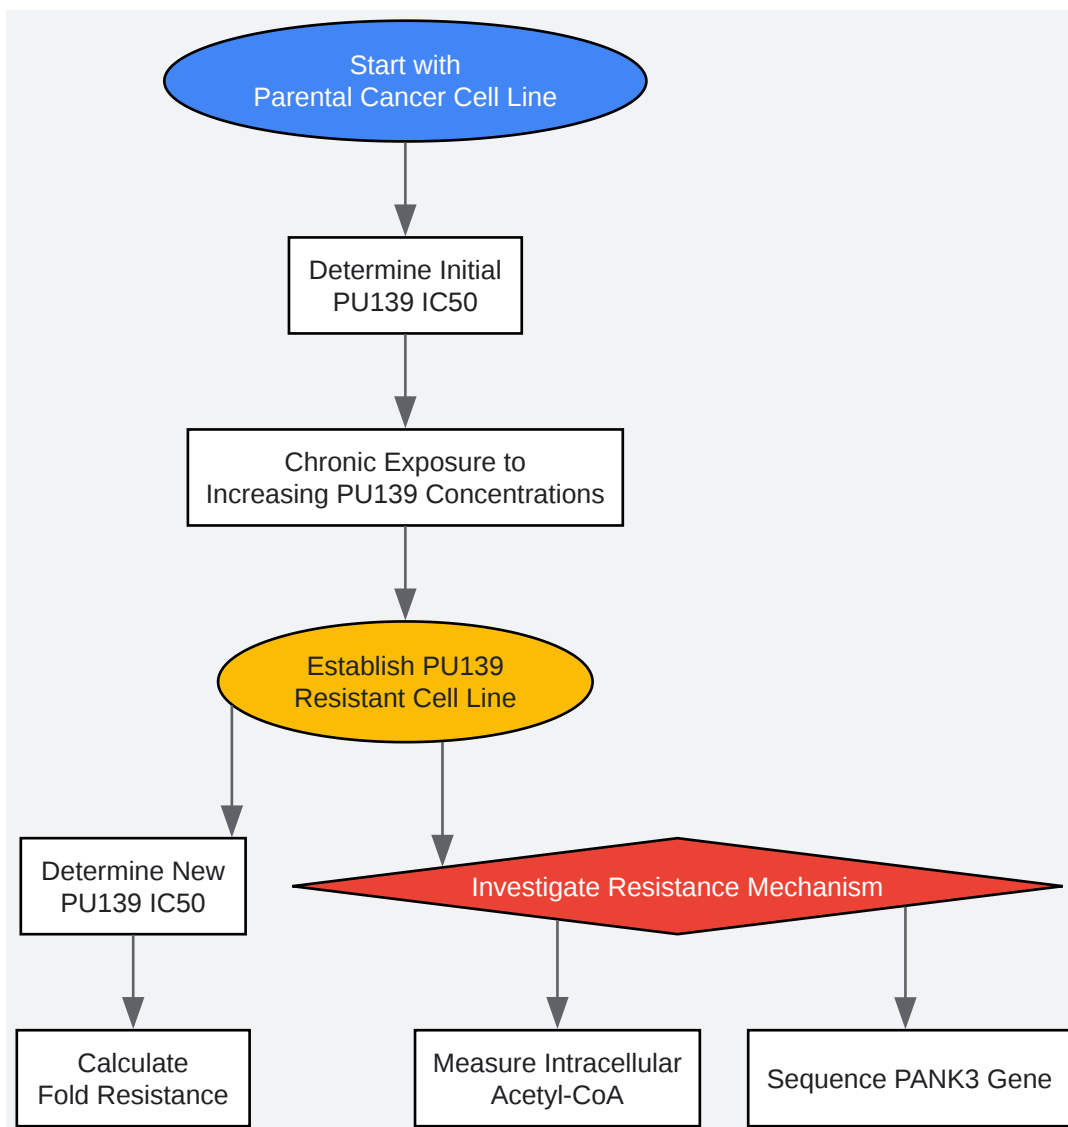 Start with
Parental Cancer Cell Line
Determine Initial
PU139 IC50
Chronic Exposure to
Increasing PU139 Concentrations
Establish PU139
Resistant Cell Line
Determine New
PU139 IC50
Investigate Resistance Mechanism
Calculate
Fold Resistance
Measure Intracellular
Acetyl-CoA
Sequence PANK3 Gene